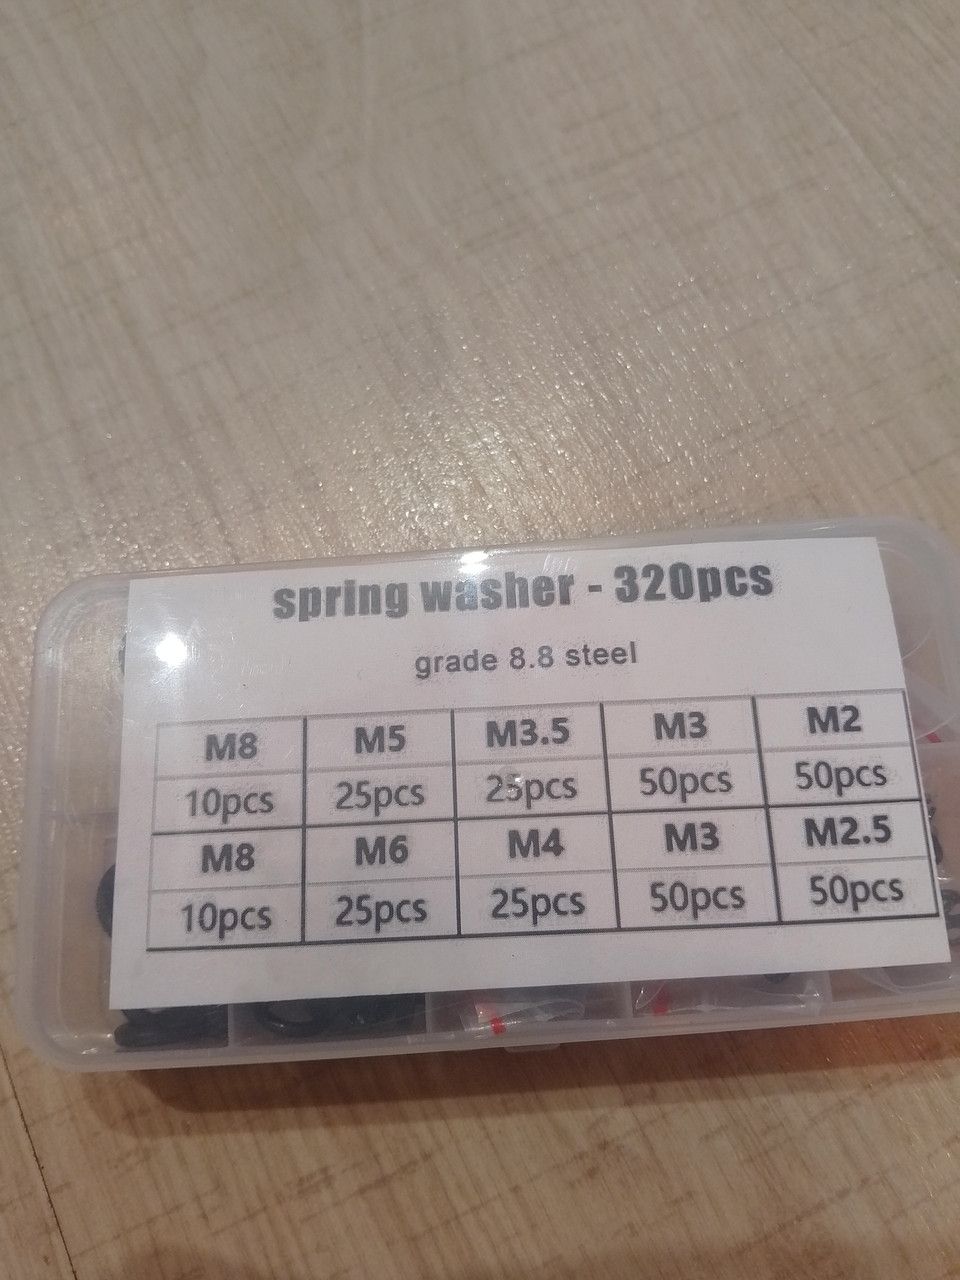 spring washer - 320pcs
grade 8.8 steel
M8 M5 M3.5 M3 M2
10pcs 25pcs 25pcs 50pcs 50pcs
M8 M6 M4 M3 M2.5
10pcs 25pcs 25pcs 50pcs 50pcs